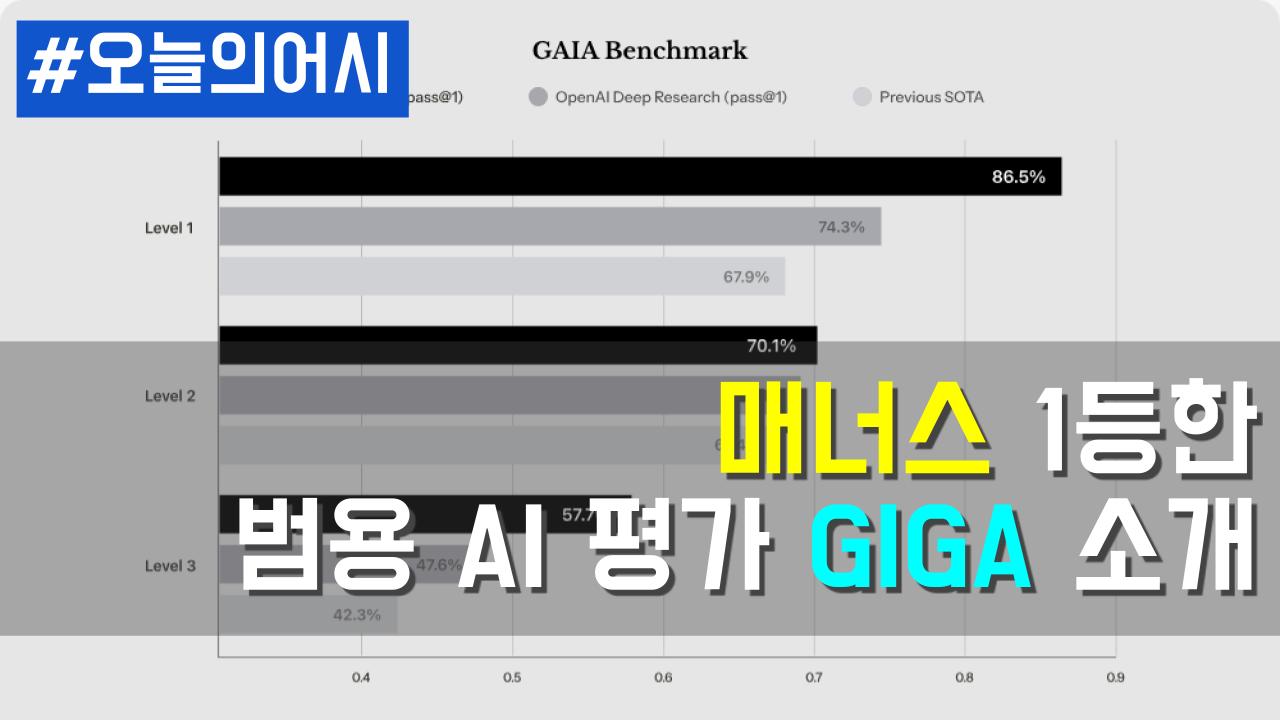 #오늘의어시
GAIA Benchmark
pass@1)
OpenAI Deep Research (pass@1)
Previous SOTA
86.5%
Level 1
74.3%
67.9%
70.1%
Level 2
매너스 1등한
범용 AI 평가 GIGA 소개
57.7
Level 3
47.6%
42.3%
0.4
0.5
0.6
0.7
0.8
0.9